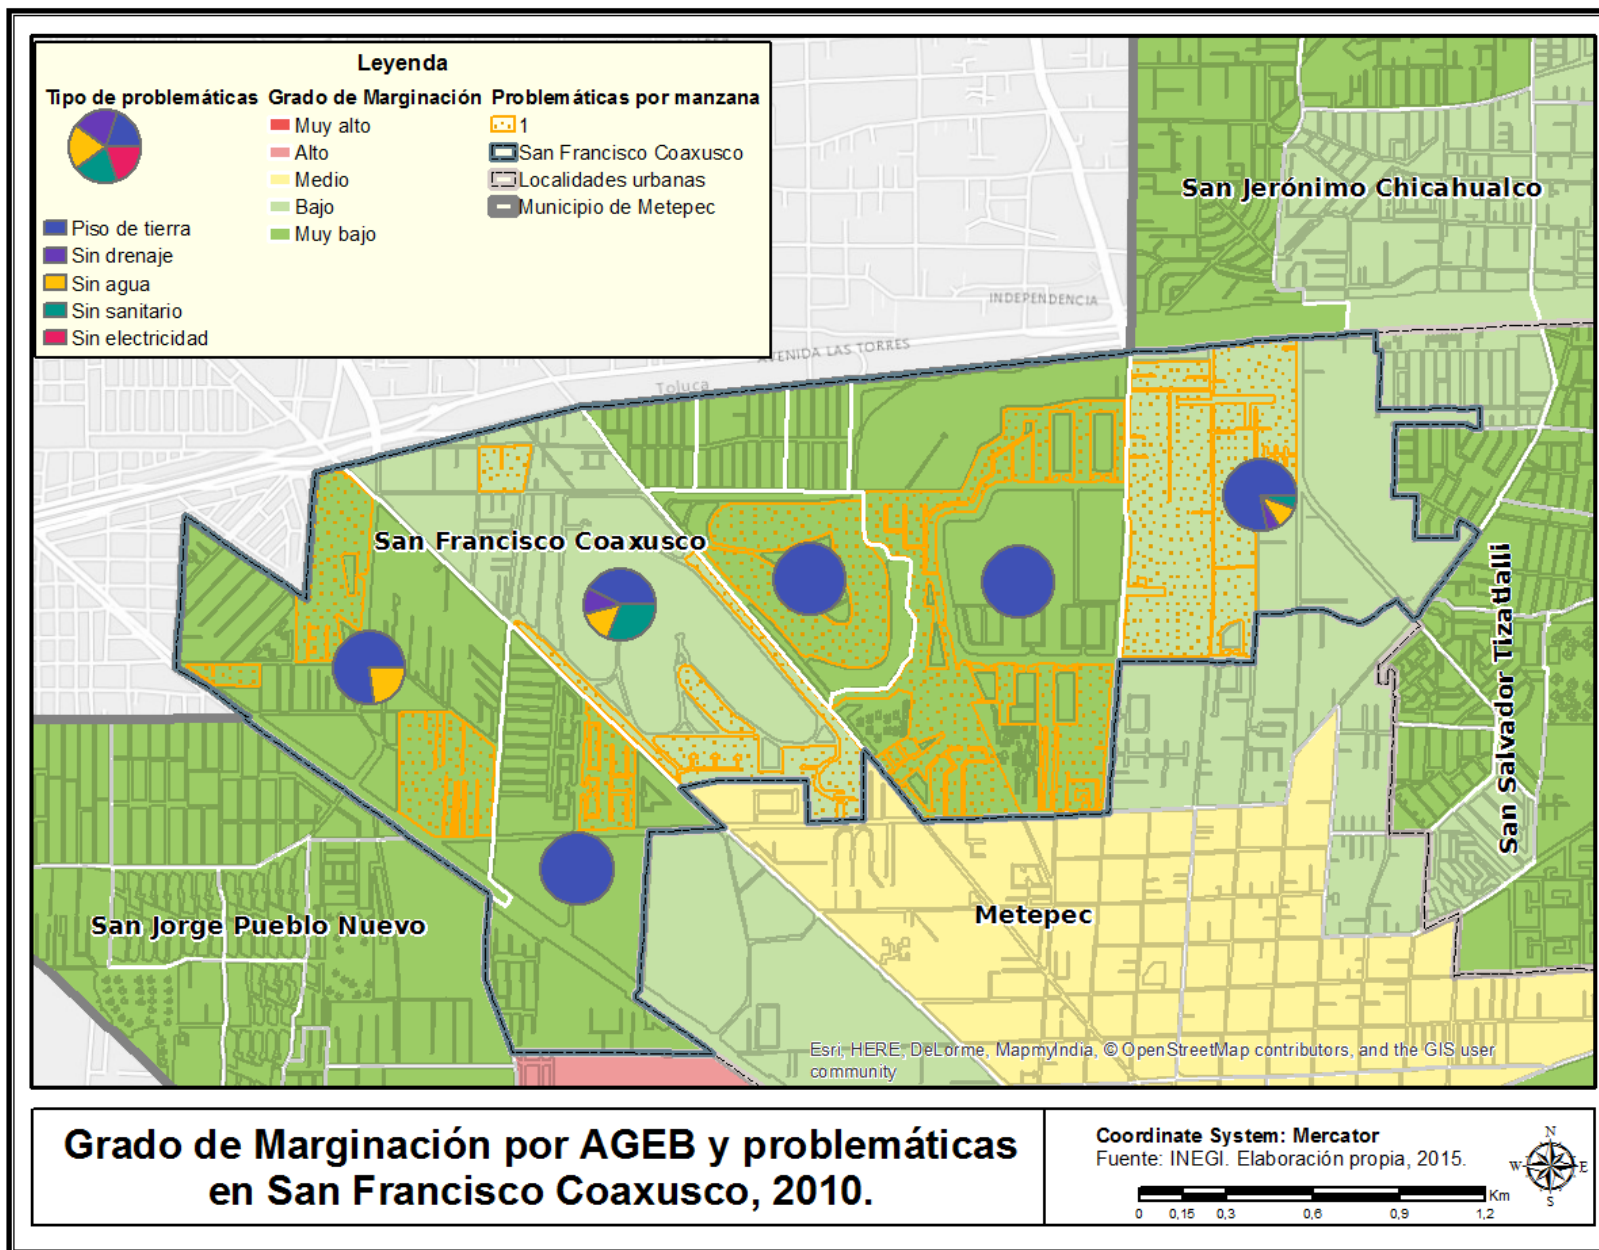 Leyenda
Tipo de problemáticas
Piso de tierra
Sin drenaje
Sin agua
Sin sanitario
Sin electricidad
Grado de Marginación
Muy alto
Alto
Medio
Bajo
Muy bajo
Problemáticas por manzana
1
San Francisco Coaxusco
Localidades urbanas
Municipio de Metepec
San Jerónimo Chicahualco
INDEPENDENCIA
AVENIDA LAS TORRES
Toluca
San Francisco Coaxusco
San Salvador Tizatlalli
San Jorge Pueblo Nuevo
Metepec
Esri, HERE, DeLorme, MapmyIndia, © OpenStreetMap contributors, and the GIS user
community
Grado de Marginación por AGEB y problemáticas
en San Francisco Coaxusco, 2010.
Coordinate System: Mercator
Fuente: INEGI. Elaboración propia, 2015.
N
W E
S
Km
0 0,15 0,3 0,6 0,9 1,2